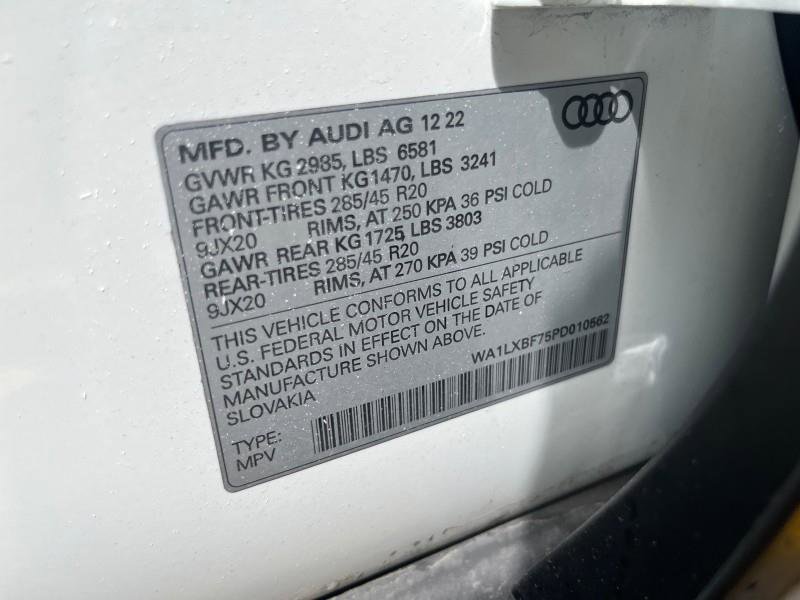 MFD. BY AUDI AG 12 22
GVWR KG 2985, LBS 6581
GAWR FRONT KG1470, LBS 3241
FRONT-TIRES 285/45 R20
9JX20 RIMS, AT 250 KPA 36 PSI COLD
GAWR REAR KG 1725, LBS 3803
REAR-TIRES 285/45 R20
9JX20 RIMS, AT 270 KPA 39 PSI COLD
THIS VEHICLE CONFORMS TO ALL APPLICABLE
U.S. FEDERAL MOTOR VEHICLE SAFETY
STANDARDS IN EFFECT ON THE DATE OF
MANUFACTURE SHOWN ABOVE.
SLOVAKIA
WA1LXBF75PD010562
TYPE:
MPV